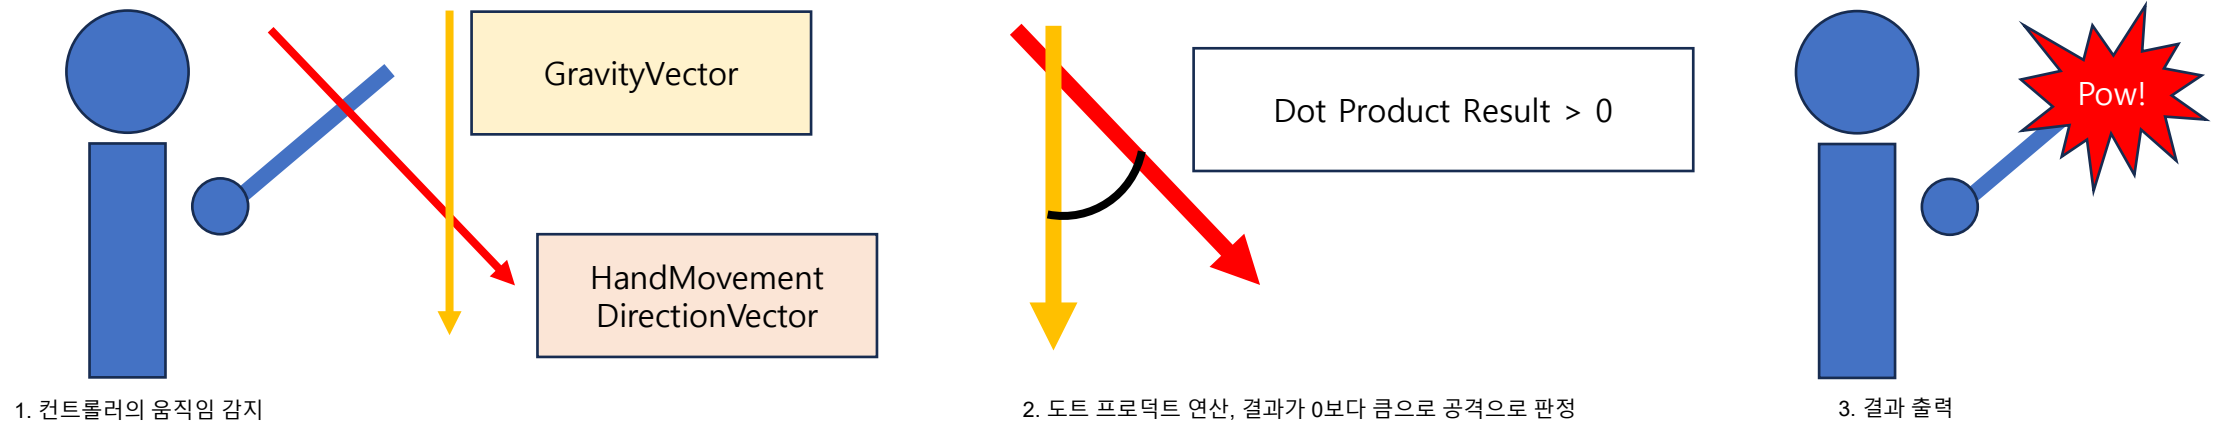 GravityVector
HandMovement
DirectionVector
1. 컨트롤러의 움직임 감지
Dot Product Result > 0
2. 도트 프로덕트 연산, 결과가 0보다 큼으로 공격으로 판정
Pow!
3. 결과 출력